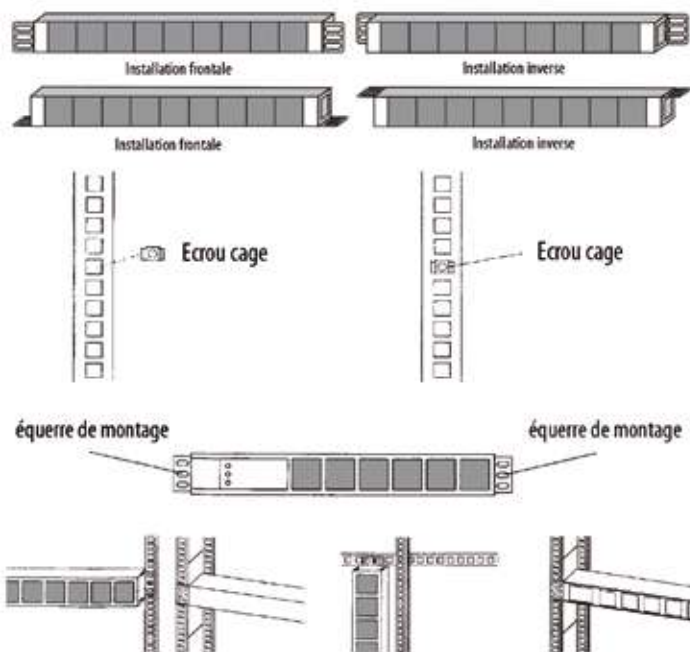 Installation frontale
Installation inverse
Installation frontale
Installation inverse
Ecrou cage
Ecrou cage
équerre de montage
équerre de montage